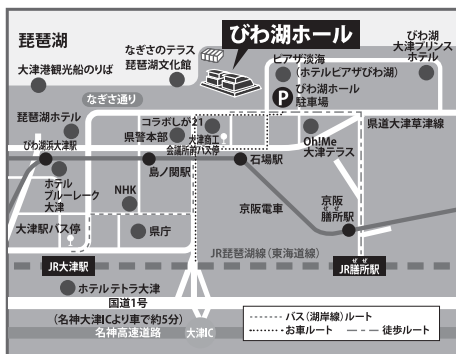 びわ湖ホール
琵琶湖
なぎさのテラス
琵琶湖文化館
ピアザ淡海
(ホテルピアザびわ湖)
びわ湖
大津プリンス
ホテル
大津港観光船のりば
P
びわ湖ホール
駐車場
なぎさ通り
琵琶湖ホテル
コラボしが21
県警本部
大津商工
会議所前バス停
Oh!Me
大津テラス
県道大津草津線
びわ湖浜大津駅
島ノ関駅
石場駅
ホテル
ブルーレーク
大津
NHK
京阪電車
京阪
ぜぜ
膳所駅
大津駅バス停
県庁
JR琵琶湖線(東海道線)
JR大津駅
ぜぜ
JR膳所駅
ホテルテトラ大津
国道1号
(名神大津ICより車で約5分)
名神高速道路
大津IC
バス(湖岸線)ルート
お車ルート
徒歩ルート